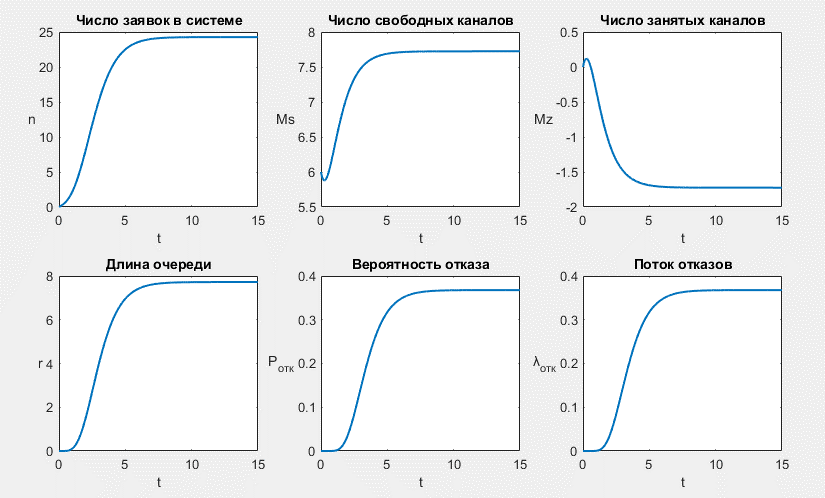 Число заявок в системе
25
20
15
10
5
0
n
0 5 10 15
t
Число свободных каналов
8
7.5
7
6.5
6
5.5
Ms
0 5 10 15
t
Число занятых каналов
0.5
0
-0.5
-1
-1.5
-2
Mz
0 5 10 15
t
Длина очереди
8
6
4
2
0
r
0 5 10 15
t
Вероятность отказа
0.4
0.3
0.2
0.1
0
Pотк
0 5 10 15
t
Поток отказов
0.4
0.3
0.2
0.1
0
λотк
0 5 10 15
t